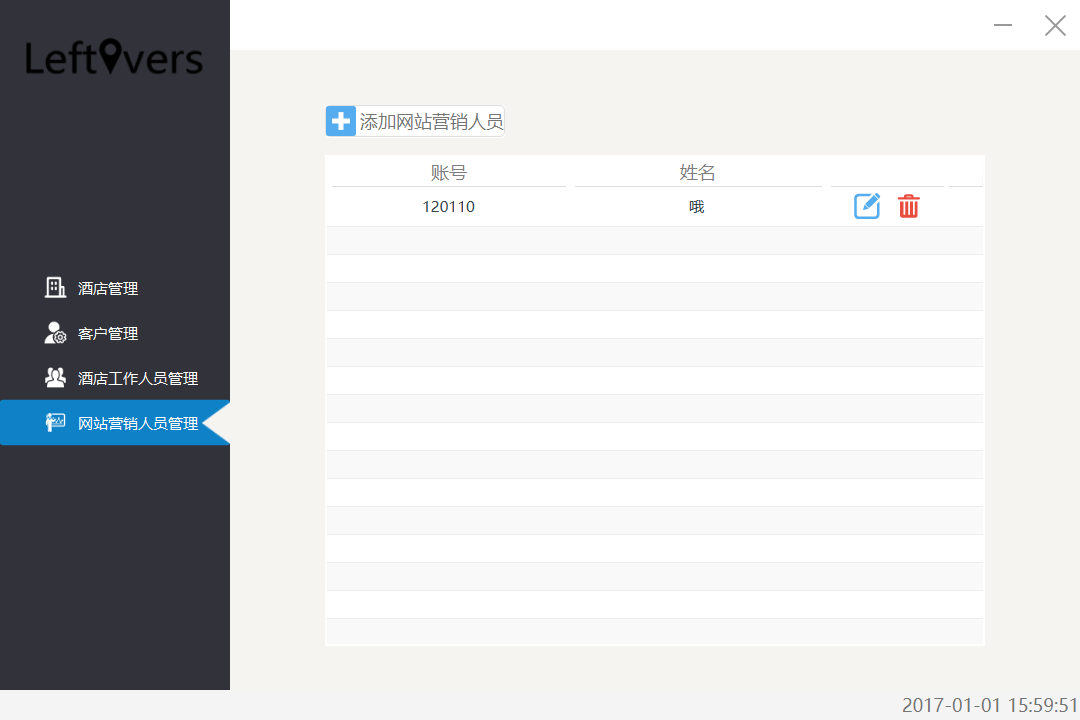 Leftovers
酒店管理
客户管理
酒店工作人员管理
网站营销人员管理
添加网站营销人员
账号 姓名
120110 哦
2017-01-01 15:59:51